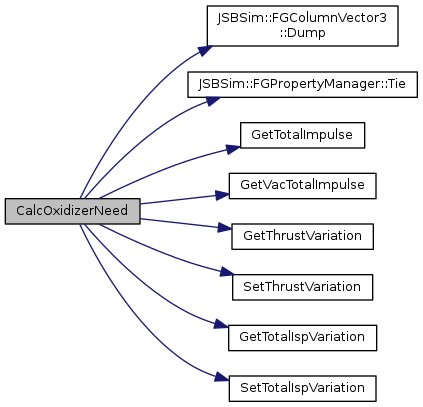 JSBSim::FGColumnVector3
::Dump
JSBSim::FGPropertyManager::Tie
GetTotalImpulse
GetVacTotalImpulse
CalcOxidizerNeed
GetThrustVariation
SetThrustVariation
GetTotalIspVariation
SetTotalIspVariation